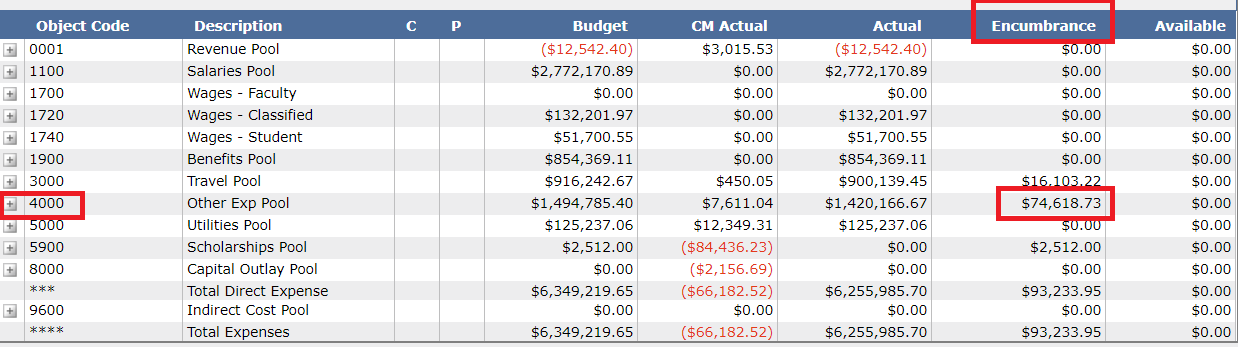 Object Code Description C P Budget CM Actual Actual Encumbrance Available
0001 Revenue Pool ($12,542.40) $3,015.53 ($12,542.40) $0.00 $0.00
1100 Salaries Pool $2,772,170.89 $0.00 $2,772,170.89 $0.00 $0.00
1700 Wages - Faculty $0.00 $0.00 $0.00 $0.00 $0.00
1720 Wages - Classified $132,201.97 $0.00 $132,201.97 $0.00 $0.00
1740 Wages - Student $51,700.55 $0.00 $51,700.55 $0.00 $0.00
1900 Benefits Pool $854,369.11 $0.00 $854,369.11 $0.00 $0.00
3000 Travel Pool $916,242.67 $450.05 $900,139.45 $16,103.22 $0.00
4000 Other Exp Pool $1,494,785.40 $7,611.04 $1,420,166.67 $74,618.73 $0.00
5000 Utilities Pool $125,237.06 $12,349.31 $125,237.06 $0.00 $0.00
5900 Scholarships Pool $2,512.00 ($84,436.23) $0.00 $2,512.00 $0.00
8000 Capital Outlay Pool $0.00 ($2,156.69) $0.00 $0.00 $0.00
*** Total Direct Expense $6,349,219.65 ($66,182.52) $6,255,985.70 $93,233.95 $0.00
9600 Indirect Cost Pool $0.00 $0.00 $0.00 $0.00 $0.00
**** Total Expenses $6,349,219.65 ($66,182.52) $6,255,985.70 $93,233.95 $0.00